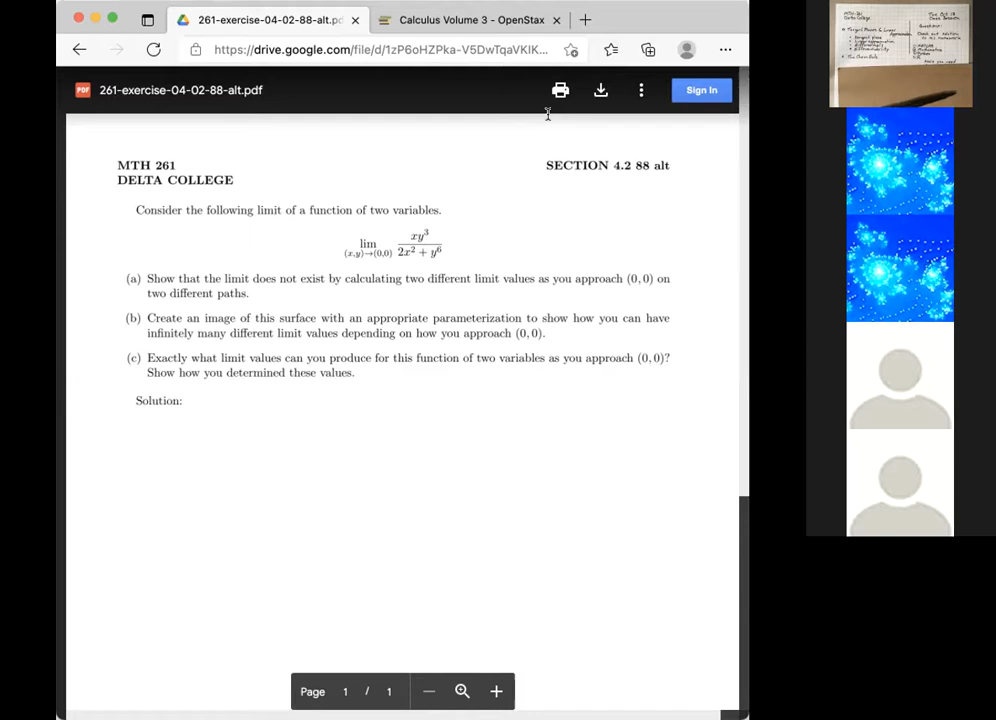 261-exercise-04-02-88-alt.pd
Calculus Volume 3 - OpenStax
https://drive.google.com/file/d/1zP6oHZPka-V5DwTqaVKIK...
PDF 261-exercise-04-02-88-alt.pdf
Sign In
MTH 261 SECTION 4.2 88 alt
DELTA COLLEGE
Consider the following limit of a function of two variables.
lim (x,y)→(0,0) xy³ / 2x² + y⁶
(a) Show that the limit does not exist by calculating two different limit values as you approach (0, 0) on
two different paths.
(b) Create an image of this surface with an appropriate parameterization to show how you can have
infinitely many different limit values depending on how you approach (0, 0).
(c) Exactly what limit values can you produce for this function of two variables as you approach (0, 0)?
Show how you determined these values.
Solution:
Page 1 / 1
MTH 261
Delta College